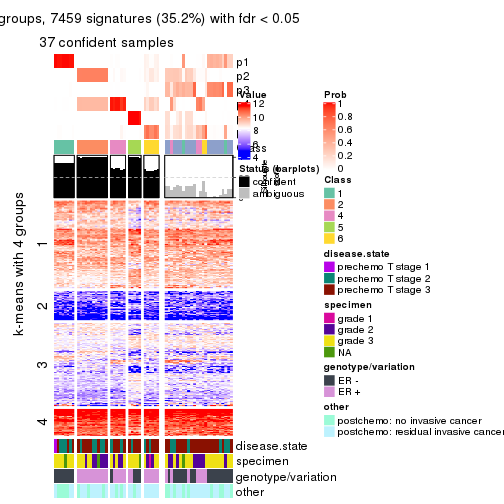 groups, 7459 signatures (35.2%) with fdr < 0.05
37 confident samples
p1
p2
p3
Value
12
10
8
6
4
Status (barplots)
confident
ambiguous
k-means with 4 groups
1
2
3
4
disease.state
specimen
genotype/variation
other
Prob
1
0.8
0.6
0.4
0.2
0
Class
1
2
4
5
6
disease.state
prechemo T stage 1
prechemo T stage 2
prechemo T stage 3
specimen
grade 1
grade 2
grade 3
NA
genotype/variation
ER -
ER +
other
postchemo: no invasive cancer
postchemo: residual invasive cancer